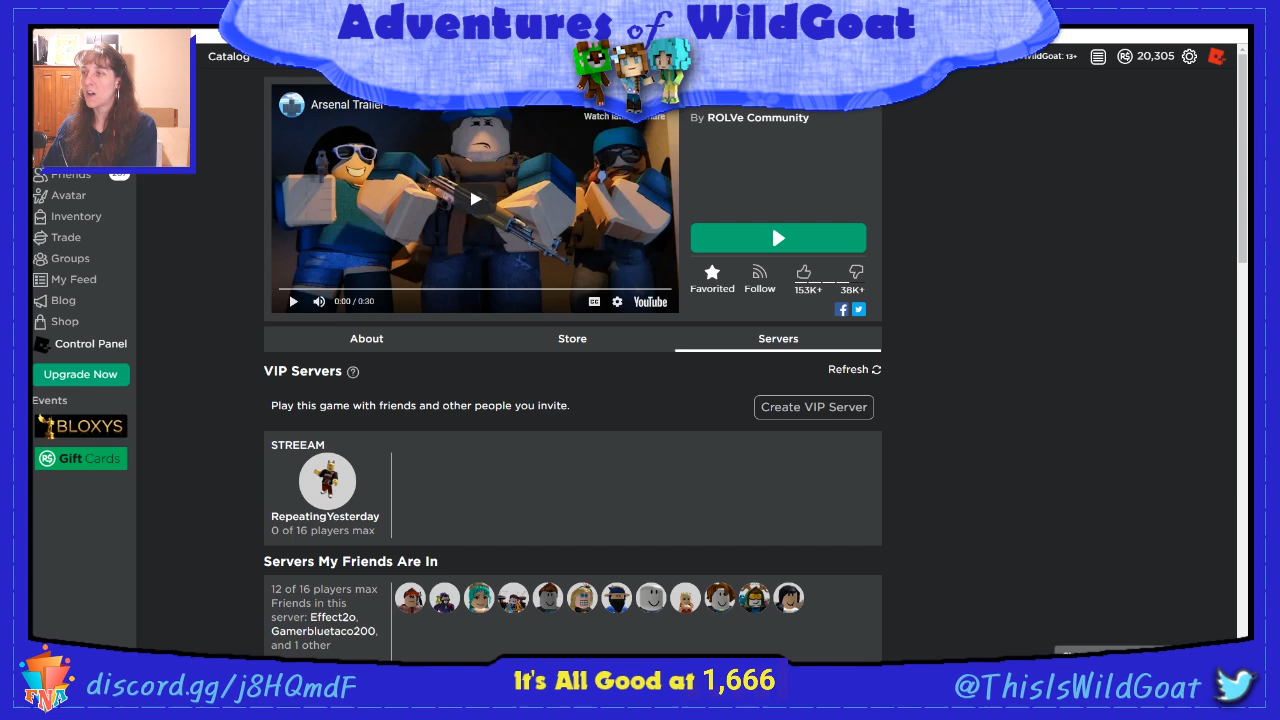 Adventures of WildGoat
Catalog
WildGoat: 13+
20,305
Arsenal Trailer
By ROLVe Community
0:00 / 0:30
CC
YouTube
Favorited
Follow
153K+
38K+
Friends
Avatar
Inventory
Trade
Groups
My Feed
Blog
Shop
Control Panel
Upgrade Now
Events
BLOXYS
Gift Cards
About
Store
Servers
VIP Servers
Refresh
Play this game with friends and other people you invite.
Create VIP Server
STREEAM
RepeatingYesterday
0 of 16 players max
Servers My Friends Are In
12 of 16 players max
Friends in this
server: Effect2o,
Gamerbluetaco200,
and 1 other
FNA
discord.gg/j8HQmdF
It's All Good at 1,666
@ThisIsWildGoat